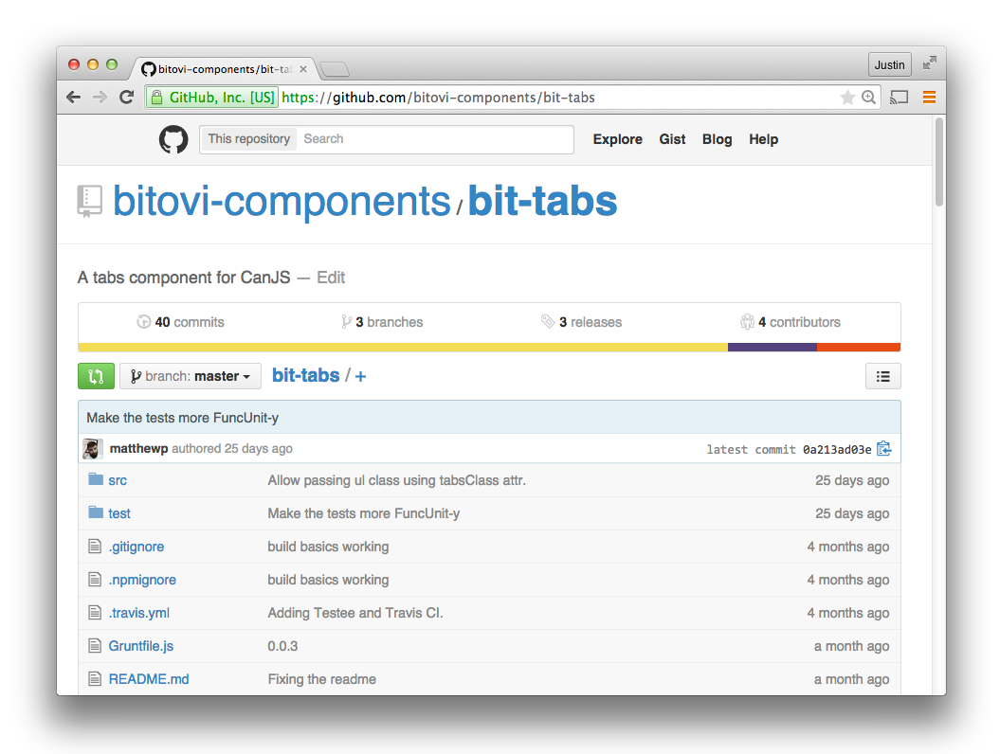 bitovi-components/bit-ta
Justin
GitHub, Inc. [US] https://github.com/bitovi-components/bit-tabs
This repository Search Explore Gist Blog Help
bitovi-components / bit-tabs
A tabs component for CanJS — Edit
40 commits 3 branches 3 releases 4 contributors
branch: master bit-tabs / +
Make the tests more FuncUnit-y
matthewp authored 25 days ago latest commit 0a213ad03e
src Allow passing ul class using tabsClass attr. 25 days ago
test Make the tests more FuncUnit-y 25 days ago
.gitignore build basics working 4 months ago
.npmignore build basics working 4 months ago
.travis.yml Adding Testee and Travis CI. 4 months ago
Gruntfile.js 0.0.3 a month ago
README.md Fixing the readme a month ago